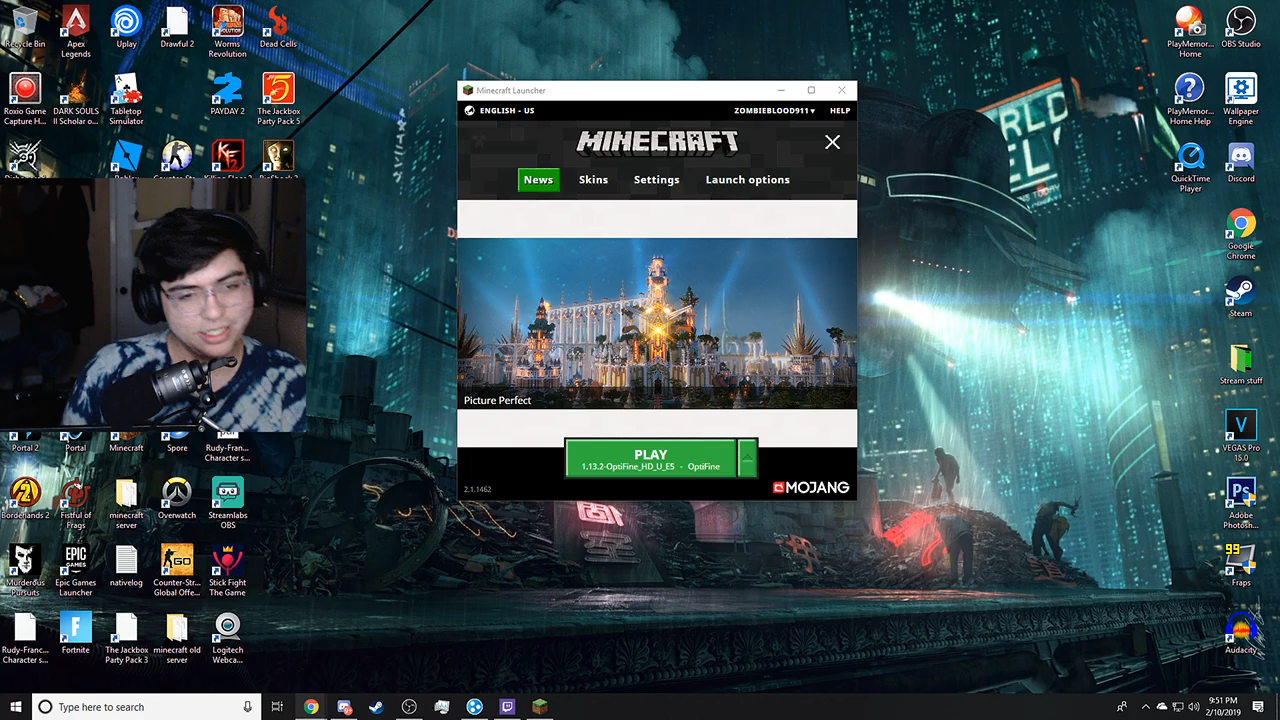 Recycle Bin
Apex
Legends
Uplay
Drawful 2
Worms
Revolution
Dead Cells
PlayMemor...
Home
OBS Studio
Roxio Game
Capture H...
DARK SOULS
II Scholar o...
Tabletop
Simulator
PAYDAY 2
The Jackbox
Party Pack 5
PlayMemor...
Home Help
Wallpaper
Engine
QuickTime
Player
Discord
Google
Chrome
Steam
Stream stuff
VEGAS Pro
15.0
Adobe
Photosh...
99
Fraps
Audacity
Minecraft Launcher
ENGLISH - US
ZOMBIEBLOOD911
HELP
MINECRAFT
News
Skins
Settings
Launch options
Picture Perfect
PLAY
1.13.2-OptiFine_HD_U_E5 - OptiFine
2.1.1462
MOJANG
Portal 2
Portal
Minecraft
Spore
Rudy-Fran...
Character s...
Borderlands 2
Fistful of
Frags
minecraft
server
Overwatch
Streamlabs
OBS
Murderous
Pursuits
Epic Games
Launcher
nativelog
Counter-Str...
Global Offe...
Stick Fight
The Game
Rudy-Franc...
Character s...
Fortnite
The Jackbox
Party Pack 3
minecraft old
server
Logitech
Webca...
Type here to search
9:51 PM
2/10/2019